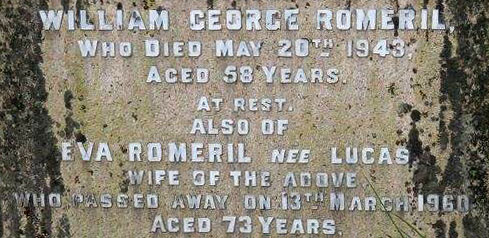 WILLIAM GEORGE ROMERIL,
WHO DIED MAY 20TH 1943,
AGED 58 YEARS.
AT REST.
ALSO OF
EVA ROMERIL NEE LUCAS
WIFE OF THE ABOVE
WHO PASSED AWAY ON 13TH MARCH 1960
AGED 73 YEARS.